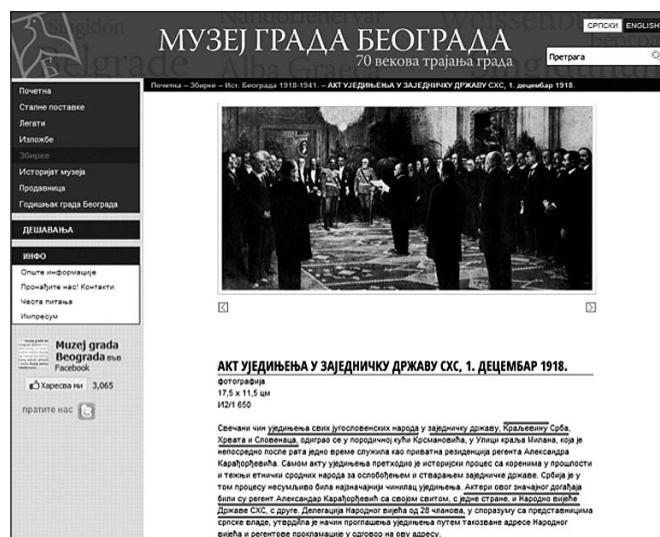 СРПСКИ ENGLISH
МУЗЕЈ ГРАДА БЕОГРАДА
70 векова трајања града
Претрага
Почетна – Збирке – Ист. Београда 1918-1941. – АКТ УЈЕДИЊЕЊА У ЗАЈЕДНИЧКУ ДРЖАВУ СХС, 1. децембар 1918.
Почетна
Сталне поставке
Легати
Изложбе
Збирке
Историјат музеја
Продавница
Годишњак града Београда
ДЕШАВАЊА
ИНФО
Опште информације
Пронађите нас! Контакти
Честа питања
Импресум
Muzej grada
Beograda във
Facebook
Харесва ми 3,065
пратите нас
АКТ УЈЕДИЊЕЊА У ЗАЈЕДНИЧКУ ДРЖАВУ СХС, 1. ДЕЦЕМБАР 1918.
фотографија
17,5 x 11,5 цм
И2/1 650
Свечани чин уједињења свих југословенских народа у заједничку државу, Краљевину Срба,
Хрвата и Словенаца, одиграо се у породичној кући Крсмановића, у Улици краља Милана, која је
непосредно после рата једно време служила као приватна резиденција регента Александра
Карађорђевића. Самом акту уједињења претходио је историјски процес са коренима у прошлости
и тежњи етнички сродних народа за ослобођењем и стварањем заједничке државе. Србија је у
том процесу несумњиво била најзначајнији чинилац уједињења. Актери овог значајног догађаја
били су регент Александар Карађорђевић са својом свитом, с једне стране, и Народно вијеће
Државе СХС, с друге. Делегација Народног вијећа од 28 чланова, у споразуму са представницима
српске владе, утврдила је начин проглашења уједињења путем такозване адресе Народног
вијећа и регентове прокламације у одговор на ову адресу.